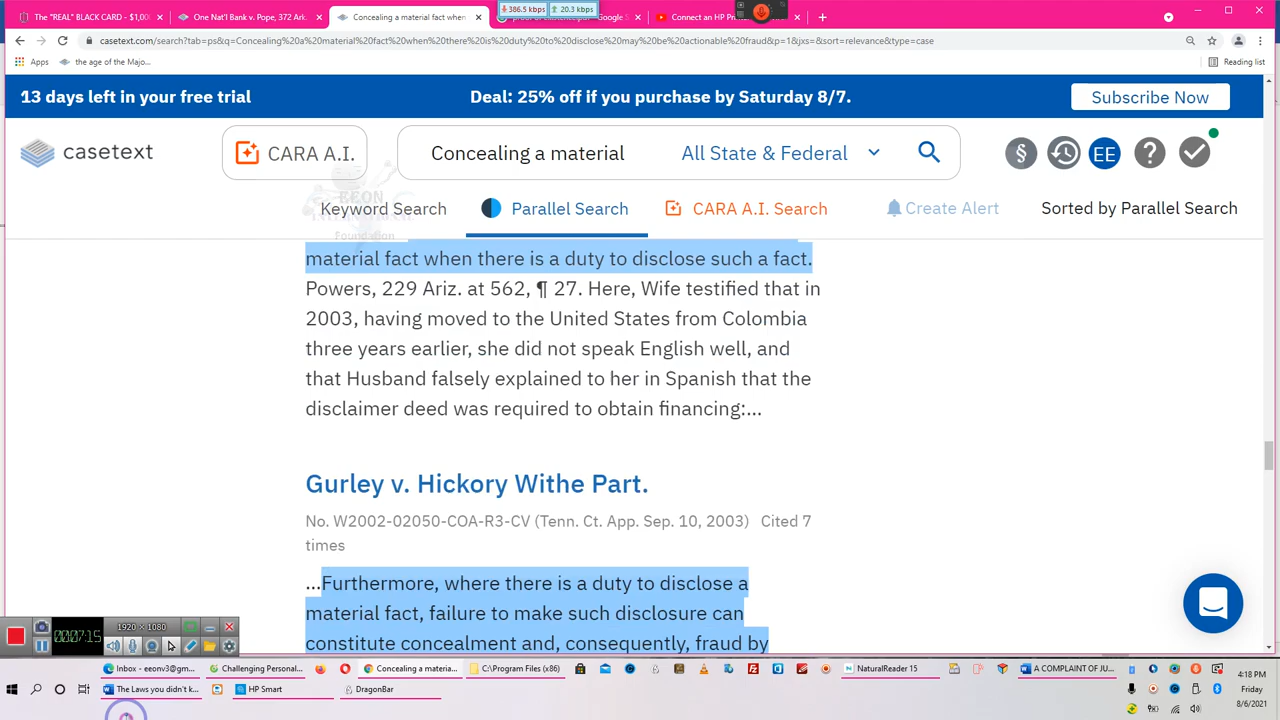 The "REAL" BLACK CARD - $1,00
One Nat'l Bank v. Pope, 372 Ark.
Concealing a material fact when
386.5 kbps
20.3 kbps
Connect an HP Pr
casetext.com/search?tab=ps&q=Concealing%20a%20material%20fact%20when%20there%20is%20duty%20to%20disclose%20may%20be%20actionable%20fraud&p=1&jxs=&sort=relevance&type=case
Apps
the age of the Majo...
Reading list
13 days left in your free trial
Deal: 25% off if you purchase by Saturday 8/7.
Subscribe Now
casetext
CARA A.I.
Concealing a material
All State & Federal
§
EE
?
EEON
Foundation
Keyword Search
Parallel Search
CARA A.I. Search
Create Alert
Sorted by Parallel Search
material fact when there is a duty to disclose such a fact.
Powers, 229 Ariz. at 562, ¶ 27. Here, Wife testified that in
2003, having moved to the United States from Colombia
three years earlier, she did not speak English well, and
that Husband falsely explained to her in Spanish that the
disclaimer deed was required to obtain financing:...
Gurley v. Hickory Withe Part.
No. W2002-02050-COA-R3-CV (Tenn. Ct. App. Sep. 10, 2003) Cited 7
times
...Furthermore, where there is a duty to disclose a
material fact, failure to make such disclosure can
constitute concealment and, consequently, fraud by
1920 x 1080
00:07:15
Inbox - eeonv3@gm...
Challenging Personal...
Concealing a materia...
C:\Program Files (x86)
NaturalReader 15
A COMPLAINT OF JU...
The Laws you didn't k...
HP Smart
DragonBar
4:18 PM
Friday
8/6/2021